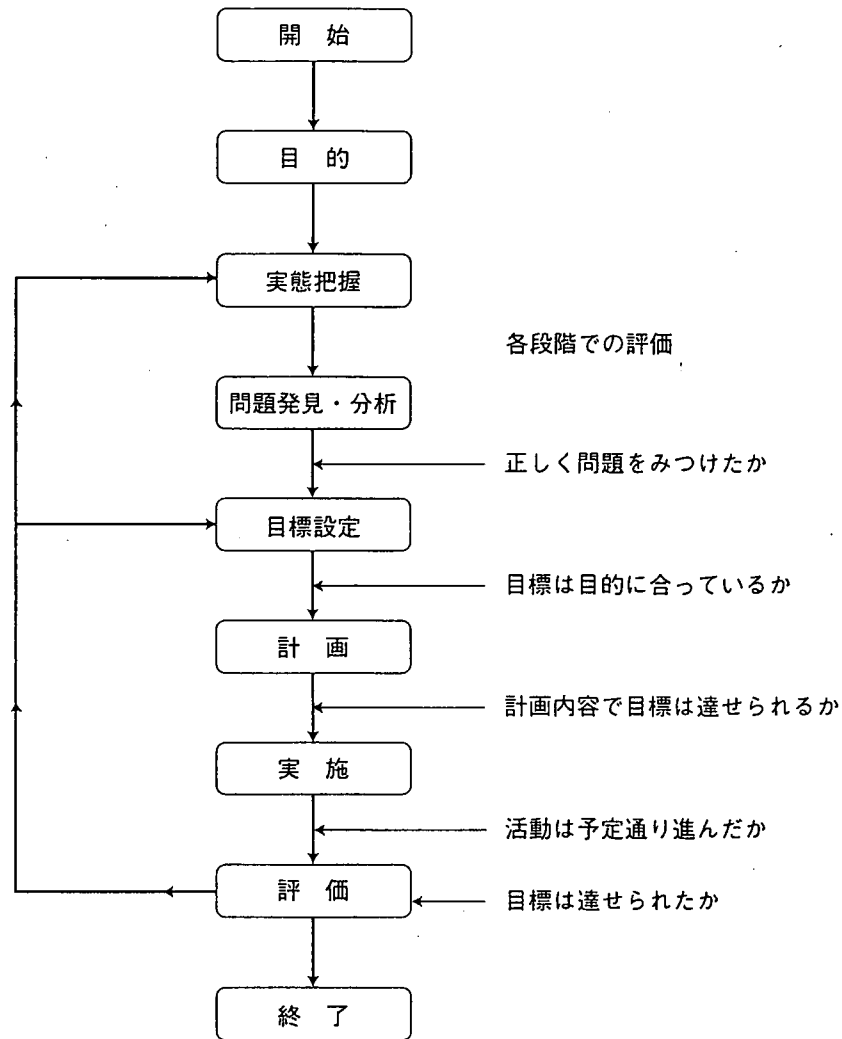 開　始
目　的
実態把握
各段階での評価
問題発見・分析
正しく問題をみつけたか
目標設定
目標は目的に合っているか
計　画
計画内容で目標は達せられるか
実　施
活動は予定通り進んだか
評　価
目標は達せられたか
終　了